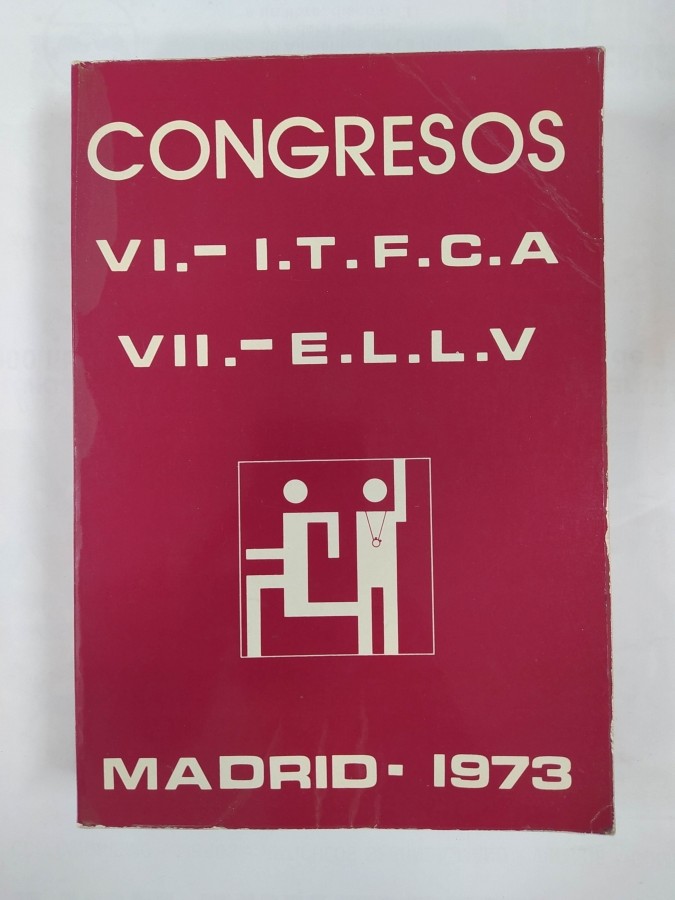 CONGRESOS
VI.- I.T.F.C.A
VII.- E.L.L.V
MADRID- 1973